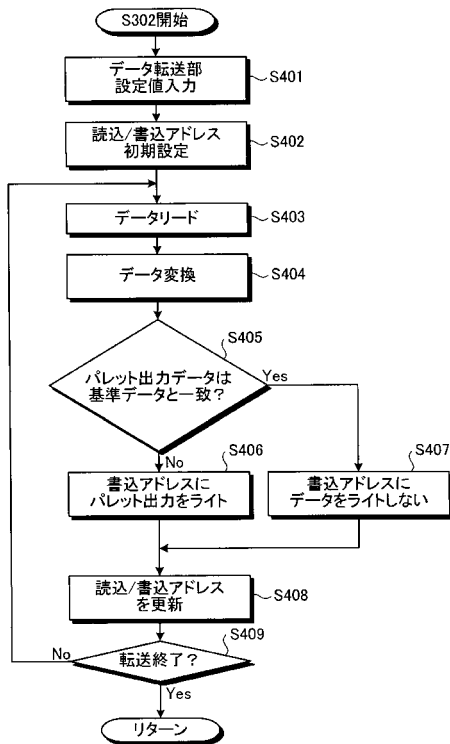 S302開始
データ転送部
設定値入力
S401
読込/書込アドレス
初期設定
S402
データリード
S403
データ変換
S404
S405
パレット出力データは
基準データと一致?
Yes
No
S406
書込アドレスに
パレット出力をライト
S407
書込アドレスに
データをライトしない
読込/書込アドレス
を更新
S408
S409
転送終了?
No
Yes
リターン